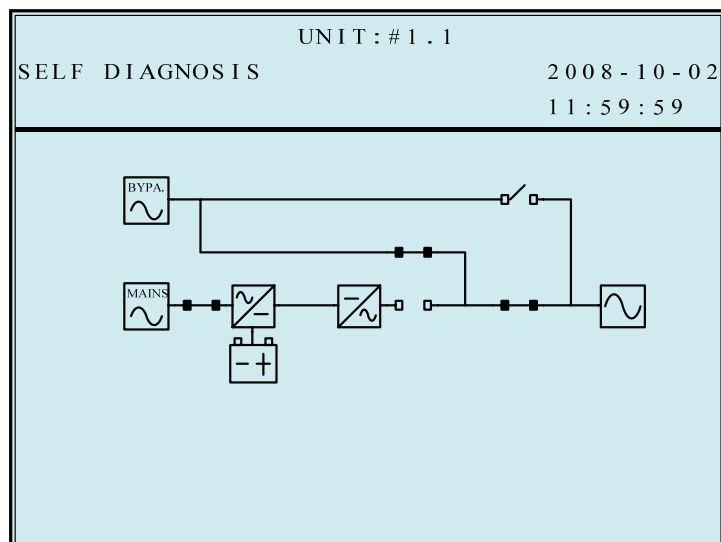 UNIT:#1.1
SELF DIAGNOSIS
2008-10-02
11:59:59
BYPA.
MAINS